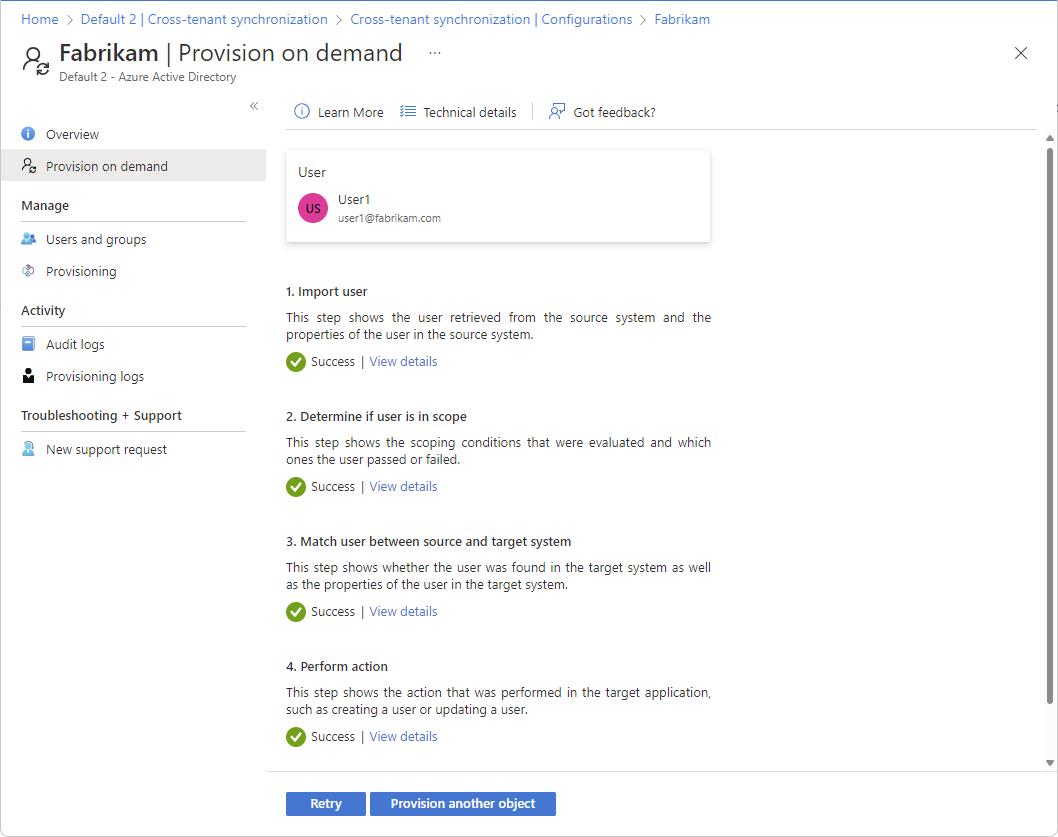 Home > Default 2 | Cross-tenant synchronization > Cross-tenant synchronization | Configurations > Fabrikam
Fabrikam | Provision on demand ...
Default 2 - Azure Active Directory
«
Learn More
Technical details
Got feedback?
Overview
Provision on demand
Manage
Users and groups
Provisioning
Activity
Audit logs
Provisioning logs
Troubleshooting + Support
New support request
User
US
User1
user1@fabrikam.com
1. Import user
This step shows the user retrieved from the source system and the
properties of the user in the source system.
Success | View details
2. Determine if user is in scope
This step shows the scoping conditions that were evaluated and which
ones the user passed or failed.
Success | View details
3. Match user between source and target system
This step shows whether the user was found in the target system as well
as the properties of the user in the target system.
Success | View details
4. Perform action
This step shows the action that was performed in the target application,
such as creating a user or updating a user.
Success | View details
Retry
Provision another object